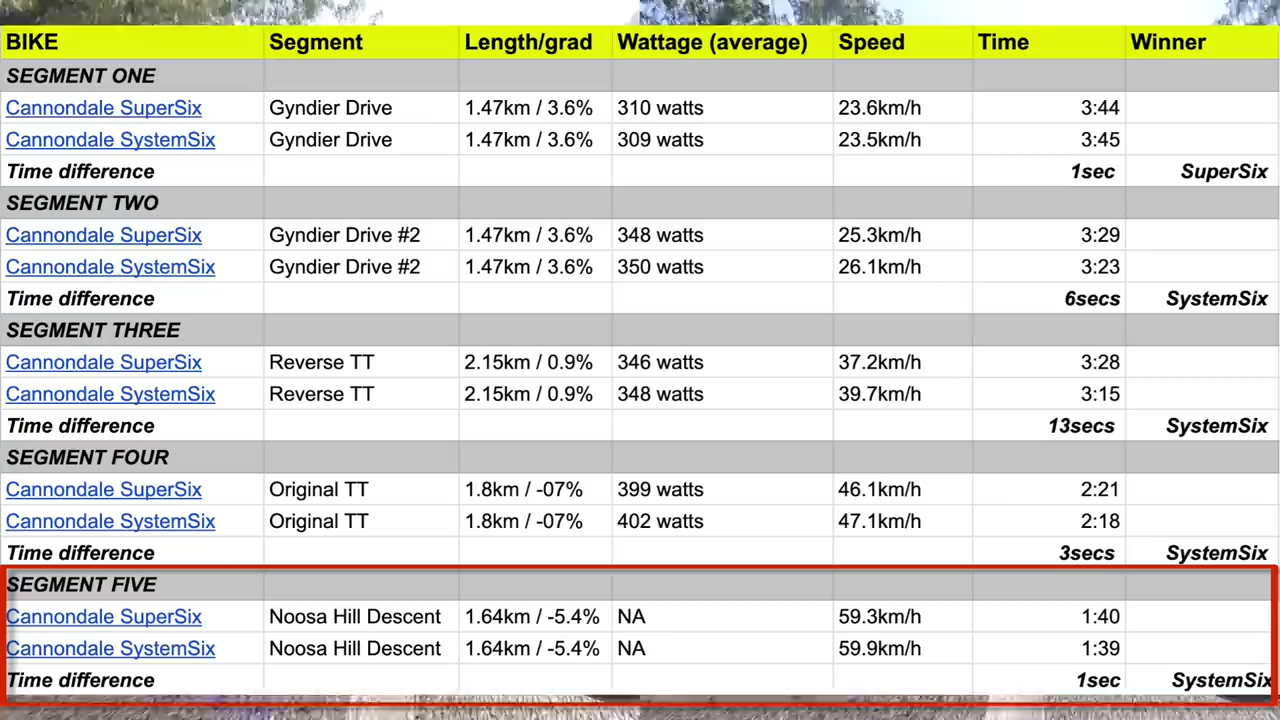 BIKE Segment Length/grad Wattage (average) Speed Time Winner
SEGMENT ONE
Cannondale SuperSix Gyndier Drive 1.47km / 3.6% 310 watts 23.6km/h 3:44
Cannondale SystemSix Gyndier Drive 1.47km / 3.6% 309 watts 23.5km/h 3:45
Time difference 1sec SuperSix
SEGMENT TWO
Cannondale SuperSix Gyndier Drive #2 1.47km / 3.6% 348 watts 25.3km/h 3:29
Cannondale SystemSix Gyndier Drive #2 1.47km / 3.6% 350 watts 26.1km/h 3:23
Time difference 6secs SystemSix
SEGMENT THREE
Cannondale SuperSix Reverse TT 2.15km / 0.9% 346 watts 37.2km/h 3:28
Cannondale SystemSix Reverse TT 2.15km / 0.9% 348 watts 39.7km/h 3:15
Time difference 13secs SystemSix
SEGMENT FOUR
Cannondale SuperSix Original TT 1.8km / -07% 399 watts 46.1km/h 2:21
Cannondale SystemSix Original TT 1.8km / -07% 402 watts 47.1km/h 2:18
Time difference 3secs SystemSix
SEGMENT FIVE
Cannondale SuperSix Noosa Hill Descent 1.64km / -5.4% NA 59.3km/h 1:40
Cannondale SystemSix Noosa Hill Descent 1.64km / -5.4% NA 59.9km/h 1:39
Time difference 1sec SystemSix